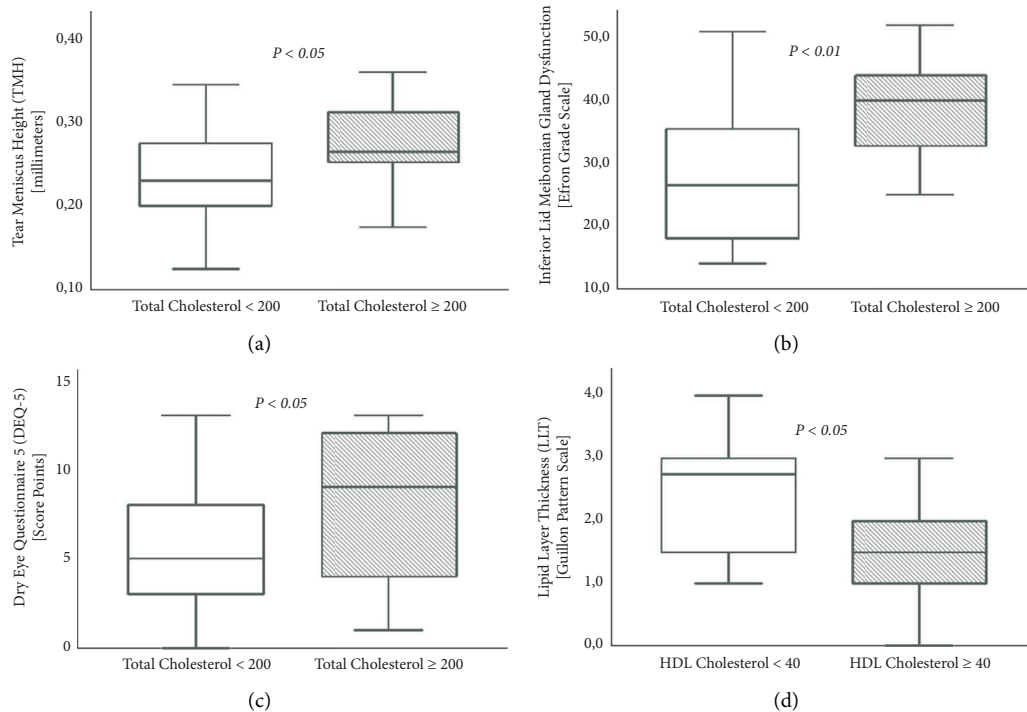 Tear Meniscus Height (TMH)
[millimeters]
0,40
0,30
0,20
0,10
P < 0.05
Total Cholesterol < 200
Total Cholesterol ≥ 200
(a)
Inferior Lid Meibomian Gland Dysfunction
[Efron Grade Scale]
50,0
40,0
30,0
20,0
10,0
P < 0.01
Total Cholesterol < 200
Total Cholesterol ≥ 200
(b)
Dry Eye Questionnaire 5 (DEQ-5)
[Score Points]
15
10
5
0
P < 0.05
Total Cholesterol < 200
Total Cholesterol ≥ 200
(c)
Lipid Layer Thickness (LLT)
[Guillon Pattern Scale]
4,0
3,0
2,0
1,0
0,0
P < 0.05
HDL Cholesterol < 40
HDL Cholesterol ≥ 40
(d)